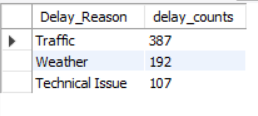 Delay_Reason delay_counts
Traffic 387
Weather 192
Technical Issue 107